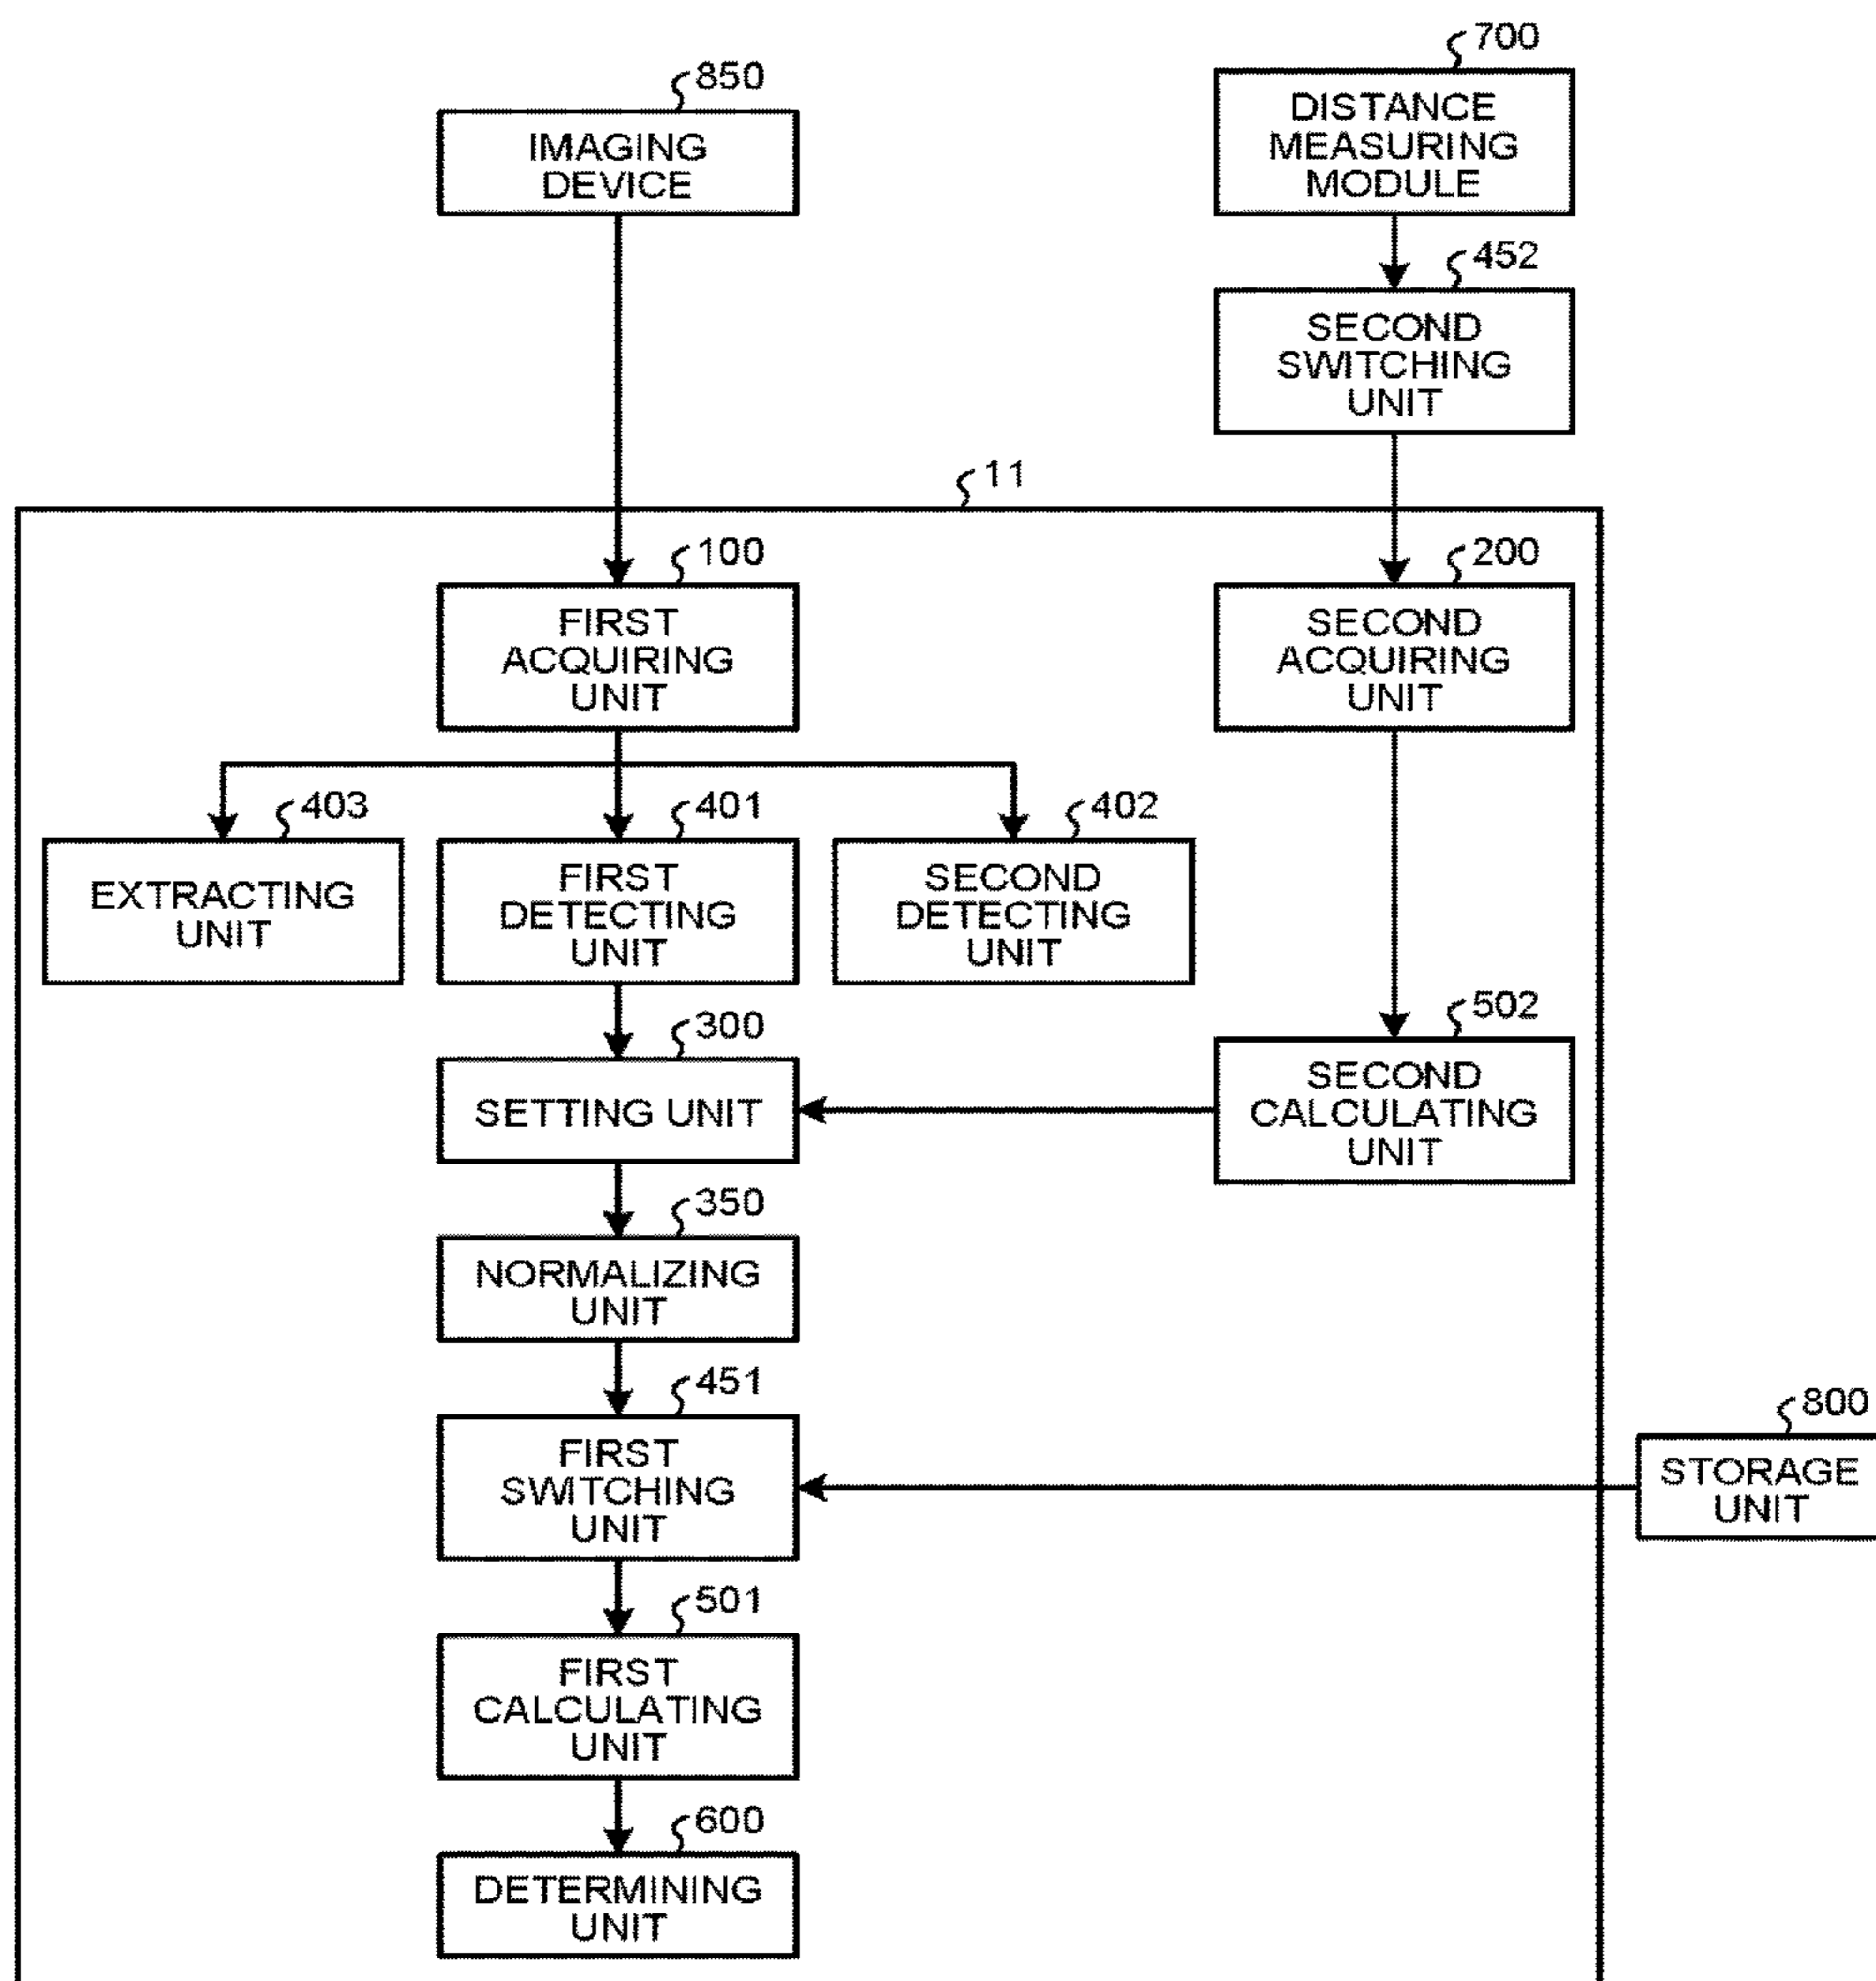 700
850
DISTANCE
MEASURING
MODULE
IMAGING
DEVICE
452
SECOND
SWITCHING
UNIT
11
100
200
FIRST
ACQUIRING
UNIT
SECOND
ACQUIRING
UNIT
403
401
402
EXTRACTING
UNIT
FIRST
DETECTING
UNIT
SECOND
DETECTING
UNIT
300
502
SETTING UNIT
SECOND
CALCULATING
UNIT
350
NORMALIZING
UNIT
451
800
FIRST
SWITCHING
UNIT
STORAGE
UNIT
501
FIRST
CALCULATING
UNIT
600
DETERMINING
UNIT